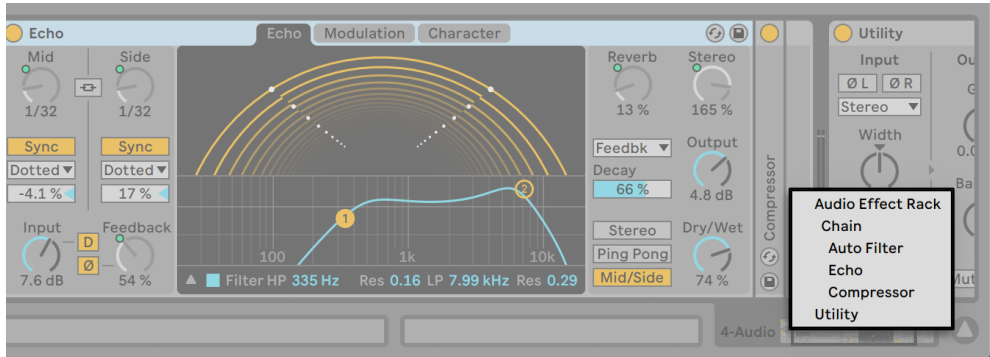 Echo
Echo Modulation Character
Mid Side
1/32 1/32
Sync Sync
Dotted Dotted
-4.1 % 17 %
Input Feedback
D
Ø
7.6 dB 54 %
1
2
100 1k 10k
Filter HP 335 Hz Res 0.16 LP 7.99 kHz Res 0.29
Reverb Stereo
13 % 165 %
Feedbk Output
Decay
66 % 4.8 dB
Stereo Dry/Wet
Ping Pong
Mid/Side 74 %
Compressor
Utility
Input
Ø L Ø R
Stereo
Width
Audio Effect Rack
Chain
Auto Filter
Echo
Compressor
Utility
4-Audio